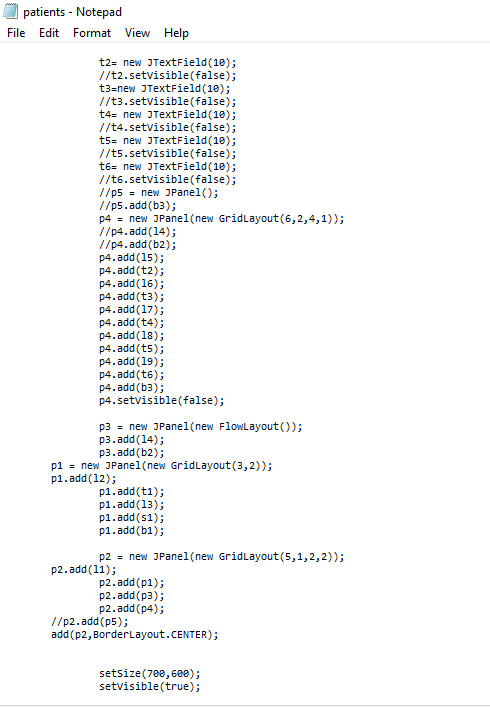 patients - Notepad
File Edit Format View Help
t2= new JTextField(10);
//t2.setVisible(false);
t3=new JTextField(10);
//t3.setVisible(false);
t4= new JTextField(10);
//t4.setVisible(false);
t5= new JTextField(10);
//t5.setVisible(false);
t6= new JTextField(10);
//t6.setVisible(false);
//p5 = new JPanel();
//p5.add(b3);
p4 = new JPanel(new GridLayout(6,2,4,1));
//p4.add(l4);
//p4.add(b2);
p4.add(l5);
p4.add(t2);
p4.add(l6);
p4.add(t3);
p4.add(l7);
p4.add(t4);
p4.add(l8);
p4.add(t5);
p4.add(l9);
p4.add(t6);
p4.add(b3);
p4.setVisible(false);
p3 = new JPanel(new FlowLayout());
p3.add(l4);
p3.add(b2);
p1 = new JPanel(new GridLayout(3,2));
p1.add(l2);
p1.add(t1);
p1.add(l3);
p1.add(s1);
p1.add(b1);
p2 = new JPanel(new GridLayout(5,1,2,2));
p2.add(l1);
p2.add(p1);
p2.add(p3);
p2.add(p4);
//p2.add(p5);
add(p2,BorderLayout.CENTER);
setSize(700,600);
setVisible(true);